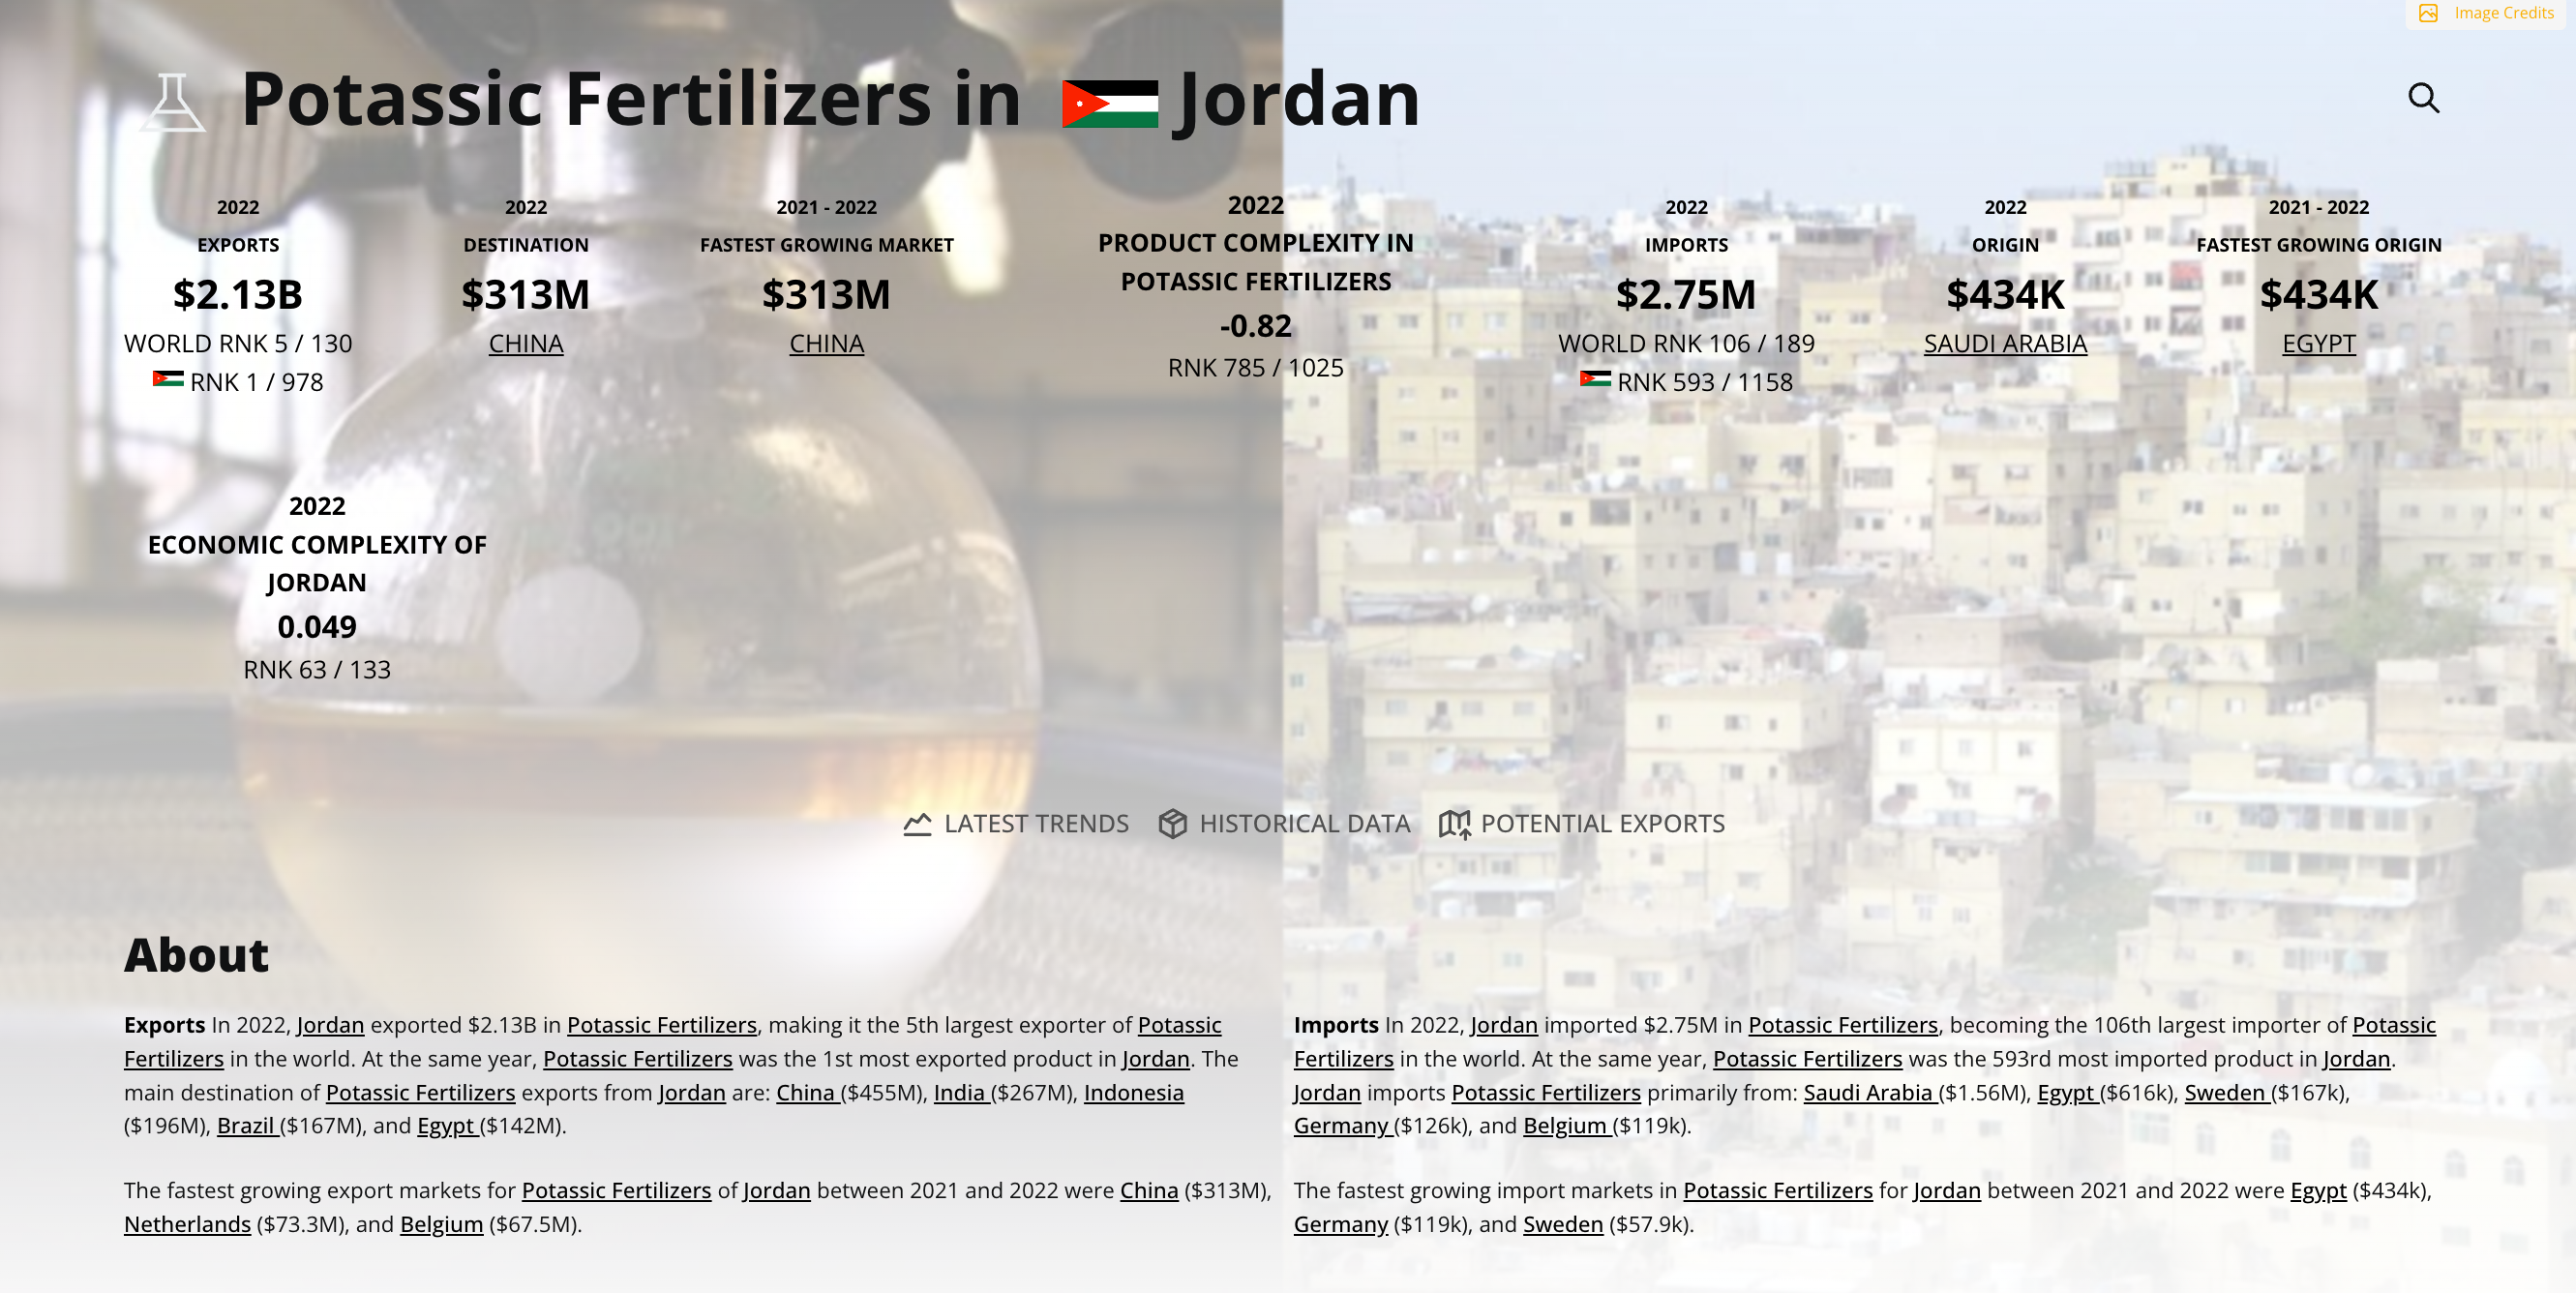 Image Credits
Potassic Fertilizers in Jordan
2022
EXPORTS
$2.13B
WORLD RNK 5 / 130
RNK 1 / 978
2022
DESTINATION
$313M
CHINA
2021 - 2022
FASTEST GROWING MARKET
$313M
CHINA
2022
PRODUCT COMPLEXITY IN
POTASSIC FERTILIZERS
-0.82
RNK 785 / 1025
2022
IMPORTS
$2.75M
WORLD RNK 106 / 189
RNK 593 / 1158
2022
ORIGIN
$434K
SAUDI ARABIA
2021 - 2022
FASTEST GROWING ORIGIN
$434K
EGYPT
2022
ECONOMIC COMPLEXITY OF
JORDAN
0.049
RNK 63 / 133
LATEST TRENDS
HISTORICAL DATA
POTENTIAL EXPORTS
About
Exports In 2022, Jordan exported $2.13B in Potassic Fertilizers, making it the 5th largest exporter of Potassic
Fertilizers in the world. At the same year, Potassic Fertilizers was the 1st most exported product in Jordan. The
main destination of Potassic Fertilizers exports from Jordan are: China ($455M), India ($267M), Indonesia
($196M), Brazil ($167M), and Egypt ($142M).
The fastest growing export markets for Potassic Fertilizers of Jordan between 2021 and 2022 were China ($313M),
Netherlands ($73.3M), and Belgium ($67.5M).
Imports In 2022, Jordan imported $2.75M in Potassic Fertilizers, becoming the 106th largest importer of Potassic
Fertilizers in the world. At the same year, Potassic Fertilizers was the 593rd most imported product in Jordan.
Jordan imports Potassic Fertilizers primarily from: Saudi Arabia ($1.56M), Egypt ($616k), Sweden ($167k),
Germany ($126k), and Belgium ($119k).
The fastest growing import markets in Potassic Fertilizers for Jordan between 2021 and 2022 were Egypt ($434k),
Germany ($119k), and Sweden ($57.9k).